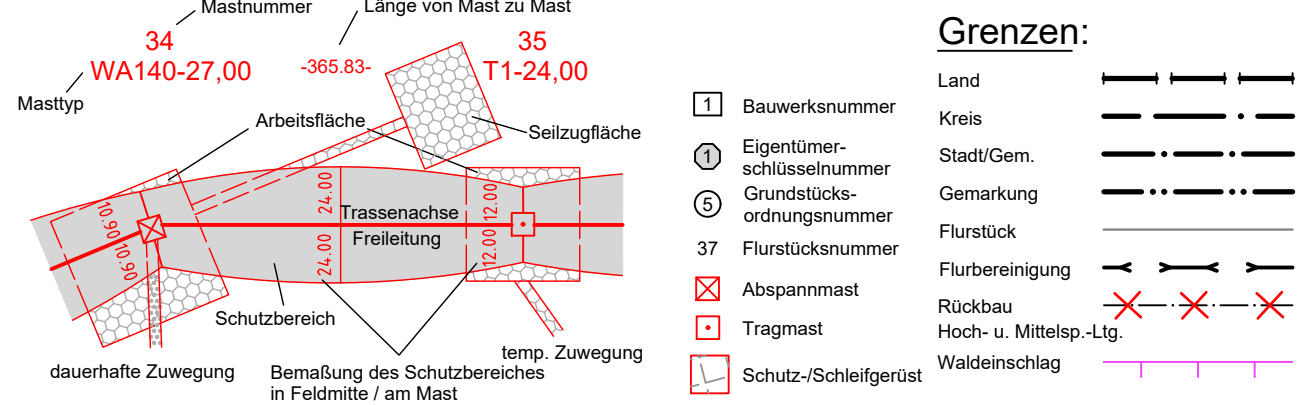 Mastnummer
Länge von Mast zu Mast
34
WA140-27,00
-365.83-
35
T1-24,00
Masttyp
Arbeitsfläche
Seilzugfläche
10.90
10.90
24.00
24.00
Trassenachse
Freileitung
12.00
12.00
Schutzbereich
dauerhafte Zuwegung
Bemaßung des Schutzbereiches
in Feldmitte / am Mast
temp. Zuwegung
1 Bauwerksnummer
1 Eigentümer-
schlüsselnummer
5 Grundstücks-
ordnungsnummer
37 Flurstücksnummer
Abspannmast
Tragmast
Schutz-/Schleifgerüst
Grenzen:
Land
Kreis
Stadt/Gem.
Gemarkung
Flurstück
Flurbereinigung
Rückbau
Hoch- u. Mittelsp.-Ltg.
Waldeinschlag